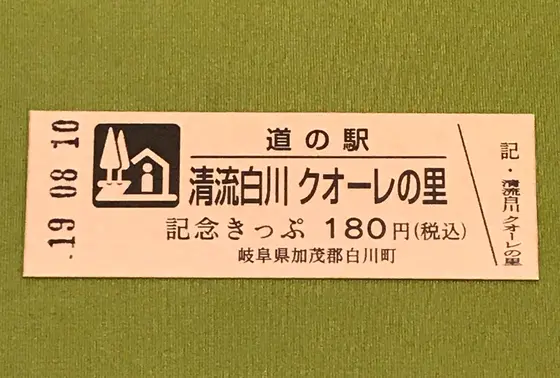 .19 08.10
道の駅
清流白川 クオーレの里
記念きっぷ 180円(税込)
岐阜県加茂郡白川町
記・清流白川 クオーレの里